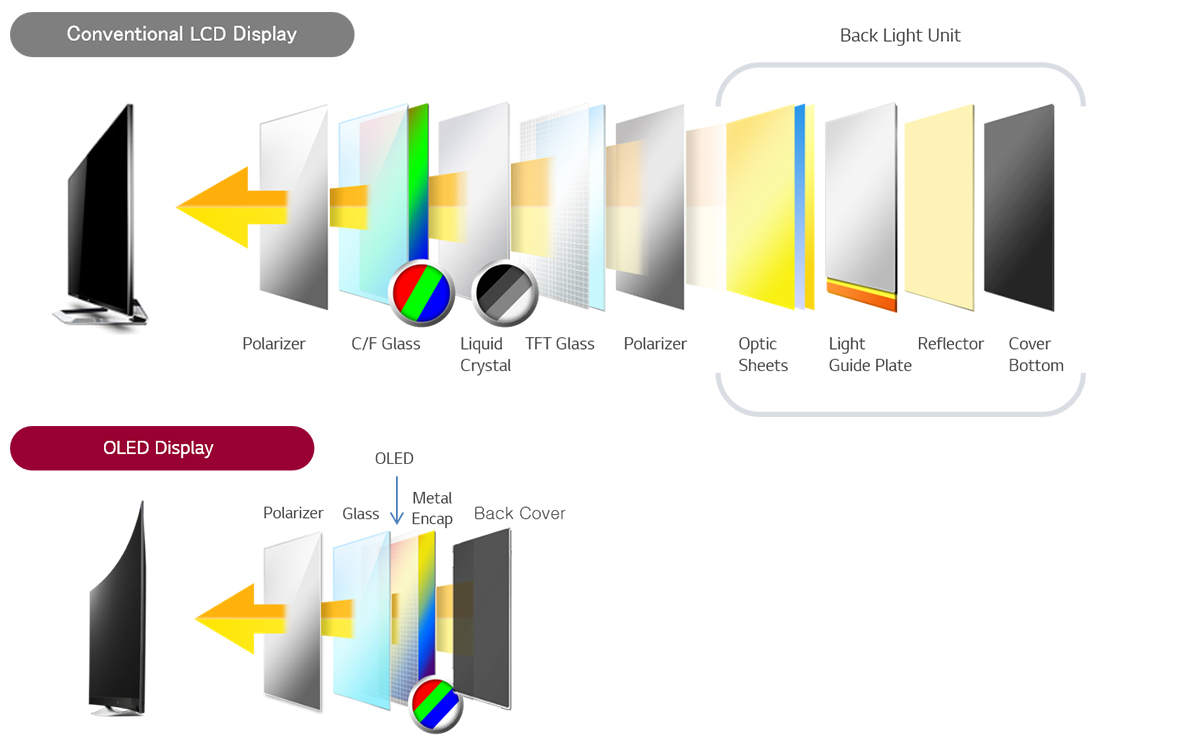 Conventional LCD Display
Back Light Unit
Polarizer
C/F Glass
Liquid
Crystal
TFT Glass
Polarizer
Optic
Sheets
Light
Guide Plate
Reflector
Cover
Bottom
OLED Display
OLED
Polarizer
Glass
Metal
Encap
Back Cover